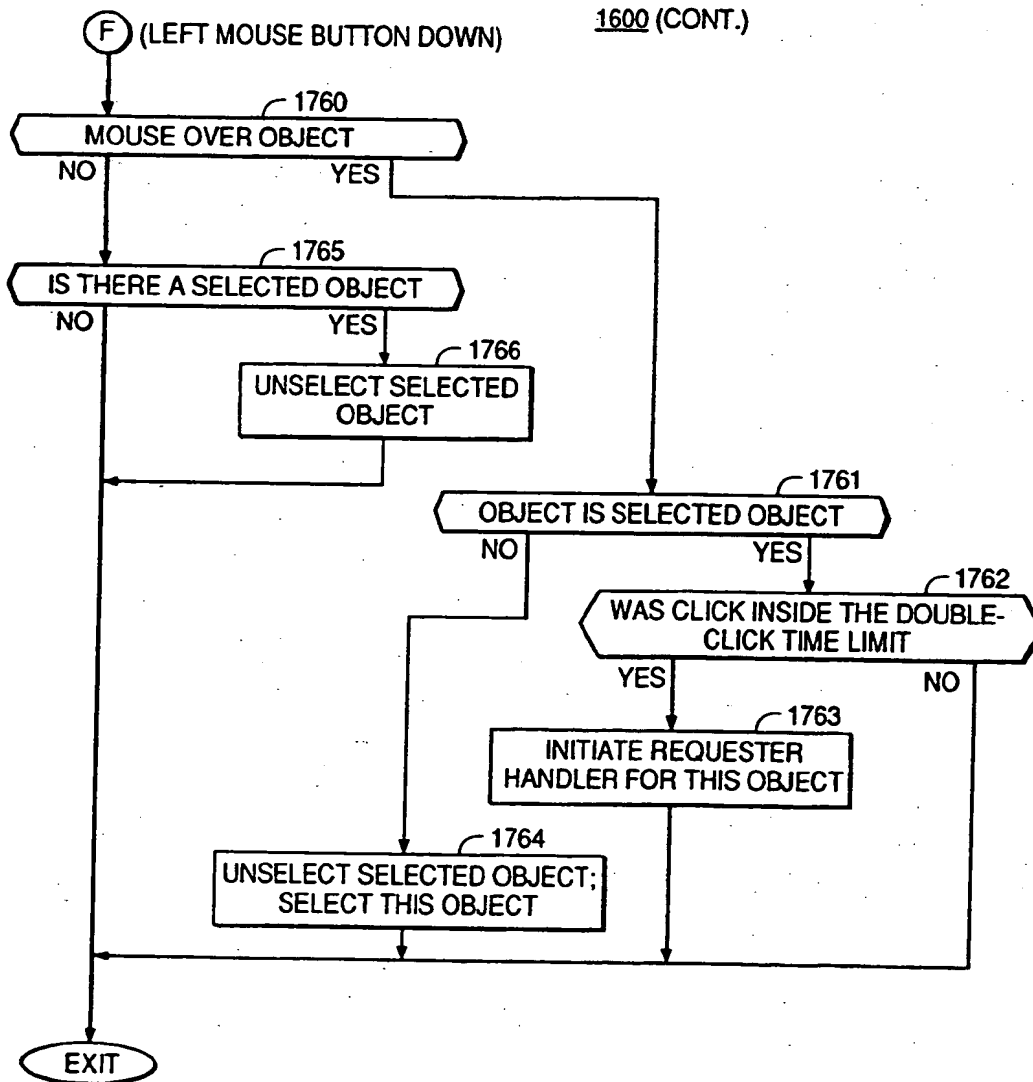 1600 (CONT.)
F (LEFT MOUSE BUTTON DOWN)
1760
MOUSE OVER OBJECT
NO YES
1765
IS THERE A SELECTED OBJECT
NO YES
1766
UNSELECT SELECTED
OBJECT
1761
OBJECT IS SELECTED OBJECT
NO YES
1762
WAS CLICK INSIDE THE DOUBLE-
CLICK TIME LIMIT
YES NO
1763
INITIATE REQUESTER
HANDLER FOR THIS OBJECT
1764
UNSELECT SELECTED OBJECT;
SELECT THIS OBJECT
EXIT